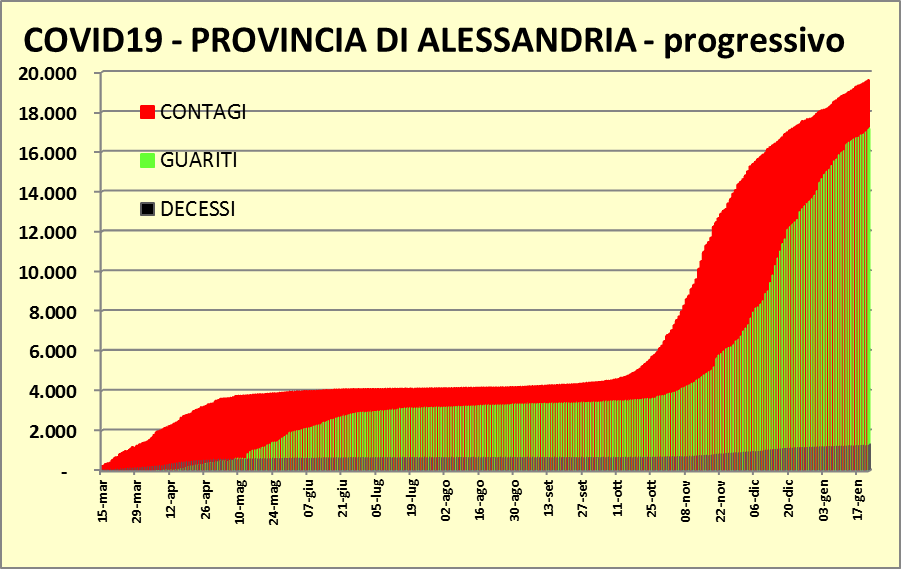 COVID19 - PROVINCIA DI ALESSANDRIA - progressivo
20.000
18.000
16.000
14.000
12.000
10.000
8.000
6.000
4.000
2.000
-
CONTAGI
GUARITI
DECESSI
15-mar
29-mar
12-apr
26-apr
10-mag
24-mag
07-giu
21-giu
05-lug
19-lug
02-ago
16-ago
30-ago
13-set
27-set
11-ott
25-ott
08-nov
22-nov
06-dic
20-dic
03-gen
17-gen